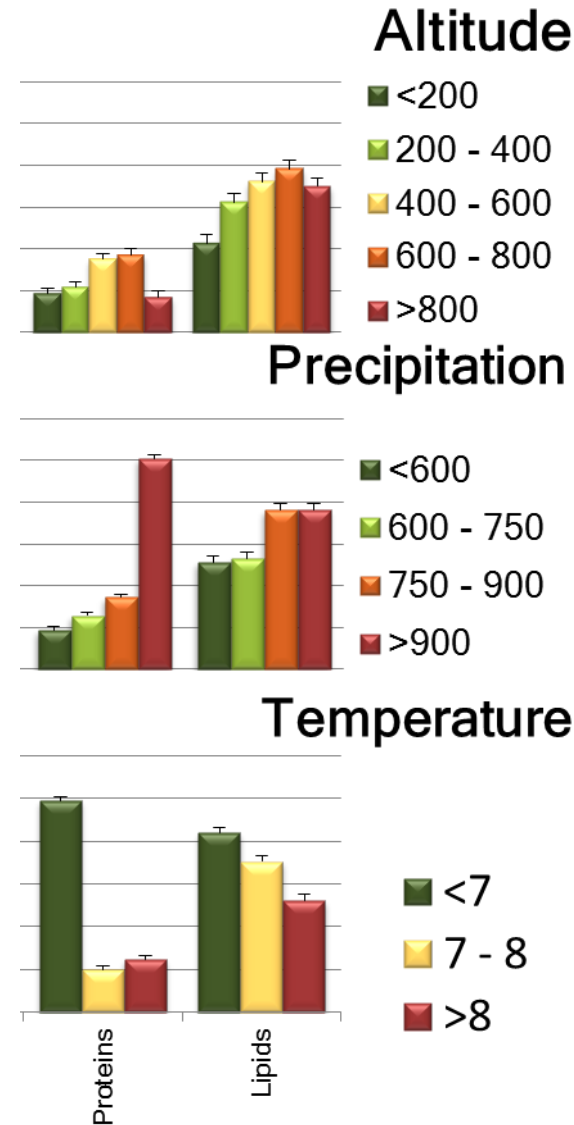 Altitude
<200
200 - 400
400 - 600
600 - 800
>800
Precipitation
<600
600 - 750
750 - 900
>900
Temperature
<7
7 - 8
>8
Proteins
Lipids